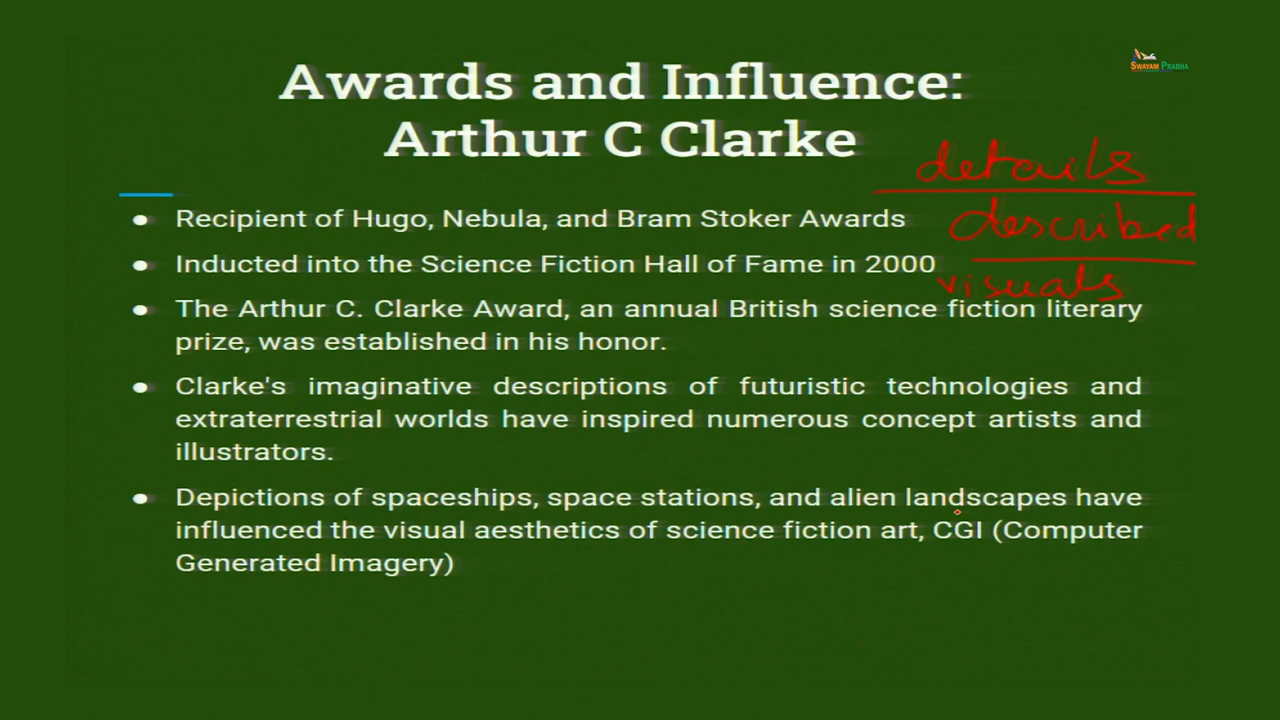 SWAYAM PRABHA
Awards and Influence:
Arthur C Clarke
details
described
visuals
● Recipient of Hugo, Nebula, and Bram Stoker Awards
● Inducted into the Science Fiction Hall of Fame in 2000
● The Arthur C. Clarke Award, an annual British science fiction literary
prize, was established in his honor.
● Clarke's imaginative descriptions of futuristic technologies and
extraterrestrial worlds have inspired numerous concept artists and
illustrators.
● Depictions of spaceships, space stations, and alien landscapes have
influenced the visual aesthetics of science fiction art, CGI (Computer
Generated Imagery)